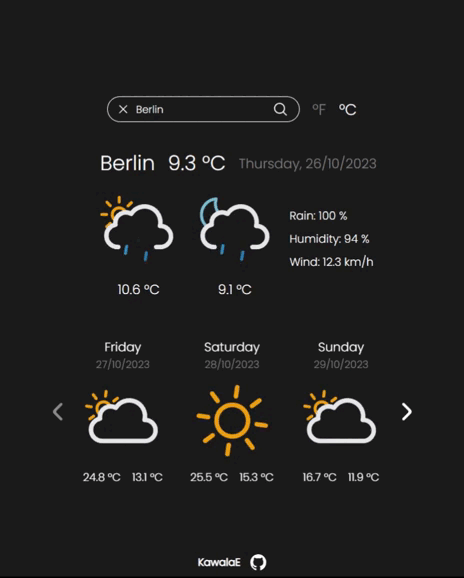 Berlin
°F °C
Berlin 9.3 °C Thursday, 26/10/2023
Rain: 100 %
Humidity: 94 %
Wind: 12.3 km/h
10.6 °C 9.1 °C
Friday Saturday Sunday
27/10/2023 28/10/2023 29/10/2023
24.8 °C 13.1 °C 25.5 °C 15.3 °C 16.7 °C 11.9 °C
KawalaE